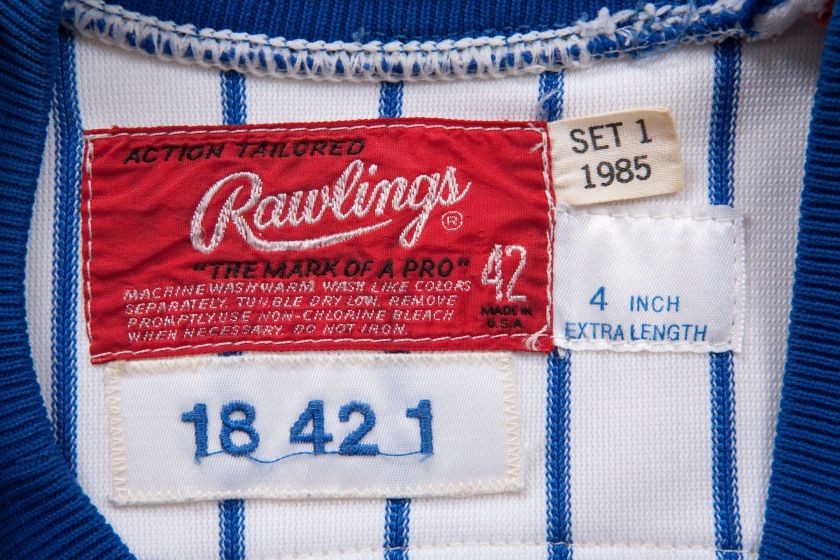 ACTION TAILORED
Rawlings ®
"THE MARK OF A PRO"
42
MACHINE WASH WARM. WASH LIKE COLORS
SEPARATELY. TUMBLE DRY LOW. REMOVE
PROMPTLY. USE NON-CHLORINE BLEACH
WHEN NECESSARY. DO NOT IRON.
MADE IN
U.S.A.
SET 1
1985
4 INCH
EXTRA LENGTH
18 42 1